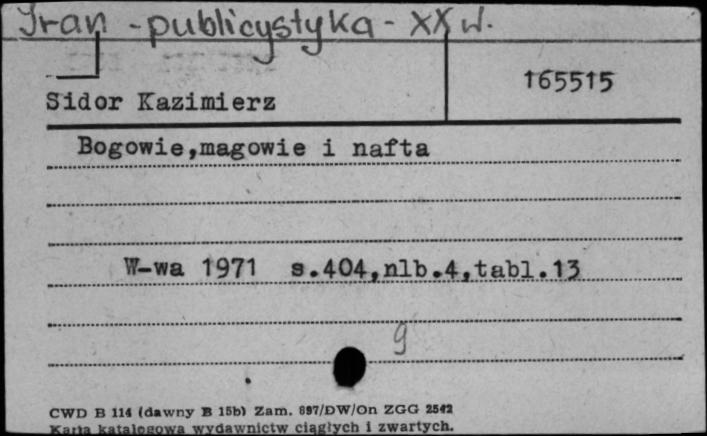 Iran - publicystyka - XX w.
165515
Sidor Kazimierz
Bogowie,magowie i nafta
W-wa 1971 s.404,nlb.4,tabl.13
9
CWD B 114 (dawny B 15b) Zam. 897/DW/On ZGG 2542
Karta katalogowa wydawnictw ciągłych i zwartych.